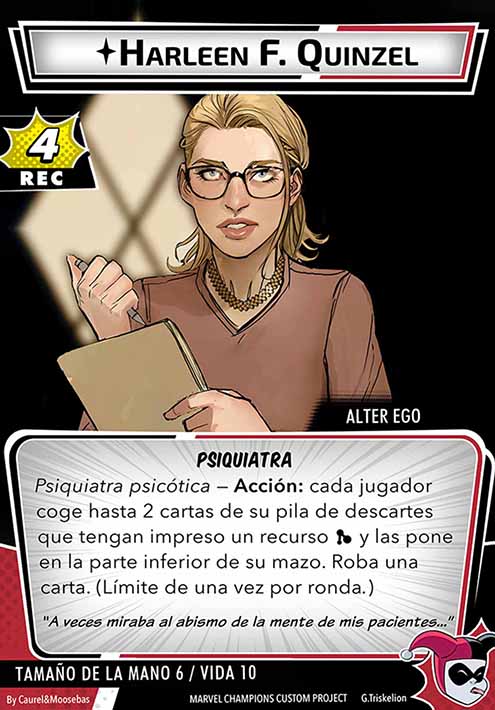 HARLEEN F. QUINZEL
4
REC
ALTER EGO
PSIQUIATRA
Psiquiatra psicótica – Acción: cada jugador
coge hasta 2 cartas de su pila de descartes
que tengan impreso un recurso y las pone
en la parte inferior de su mazo. Roba una
carta. (Límite de una vez por ronda.)
"A veces miraba al abismo de la mente de mis pacientes..."
TAMAÑO DE LA MANO 6 / VIDA 10
By Caurel&Moosebas MARVEL CHAMPIONS CUSTOM PROJECT G.Triskelion